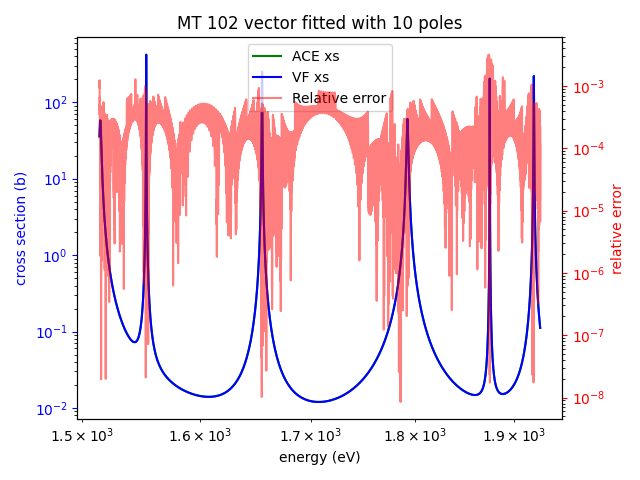 MT 102 vector fitted with 10 poles
ACE xs
VF xs
Relative error
cross section (b)
10²
10¹
10⁰
10⁻¹
10⁻²
relative error
10⁻³
10⁻⁴
10⁻⁵
10⁻⁶
10⁻⁷
10⁻⁸
1.5 × 10³ 1.6 × 10³ 1.7 × 10³ 1.8 × 10³ 1.9 × 10³
energy (eV)